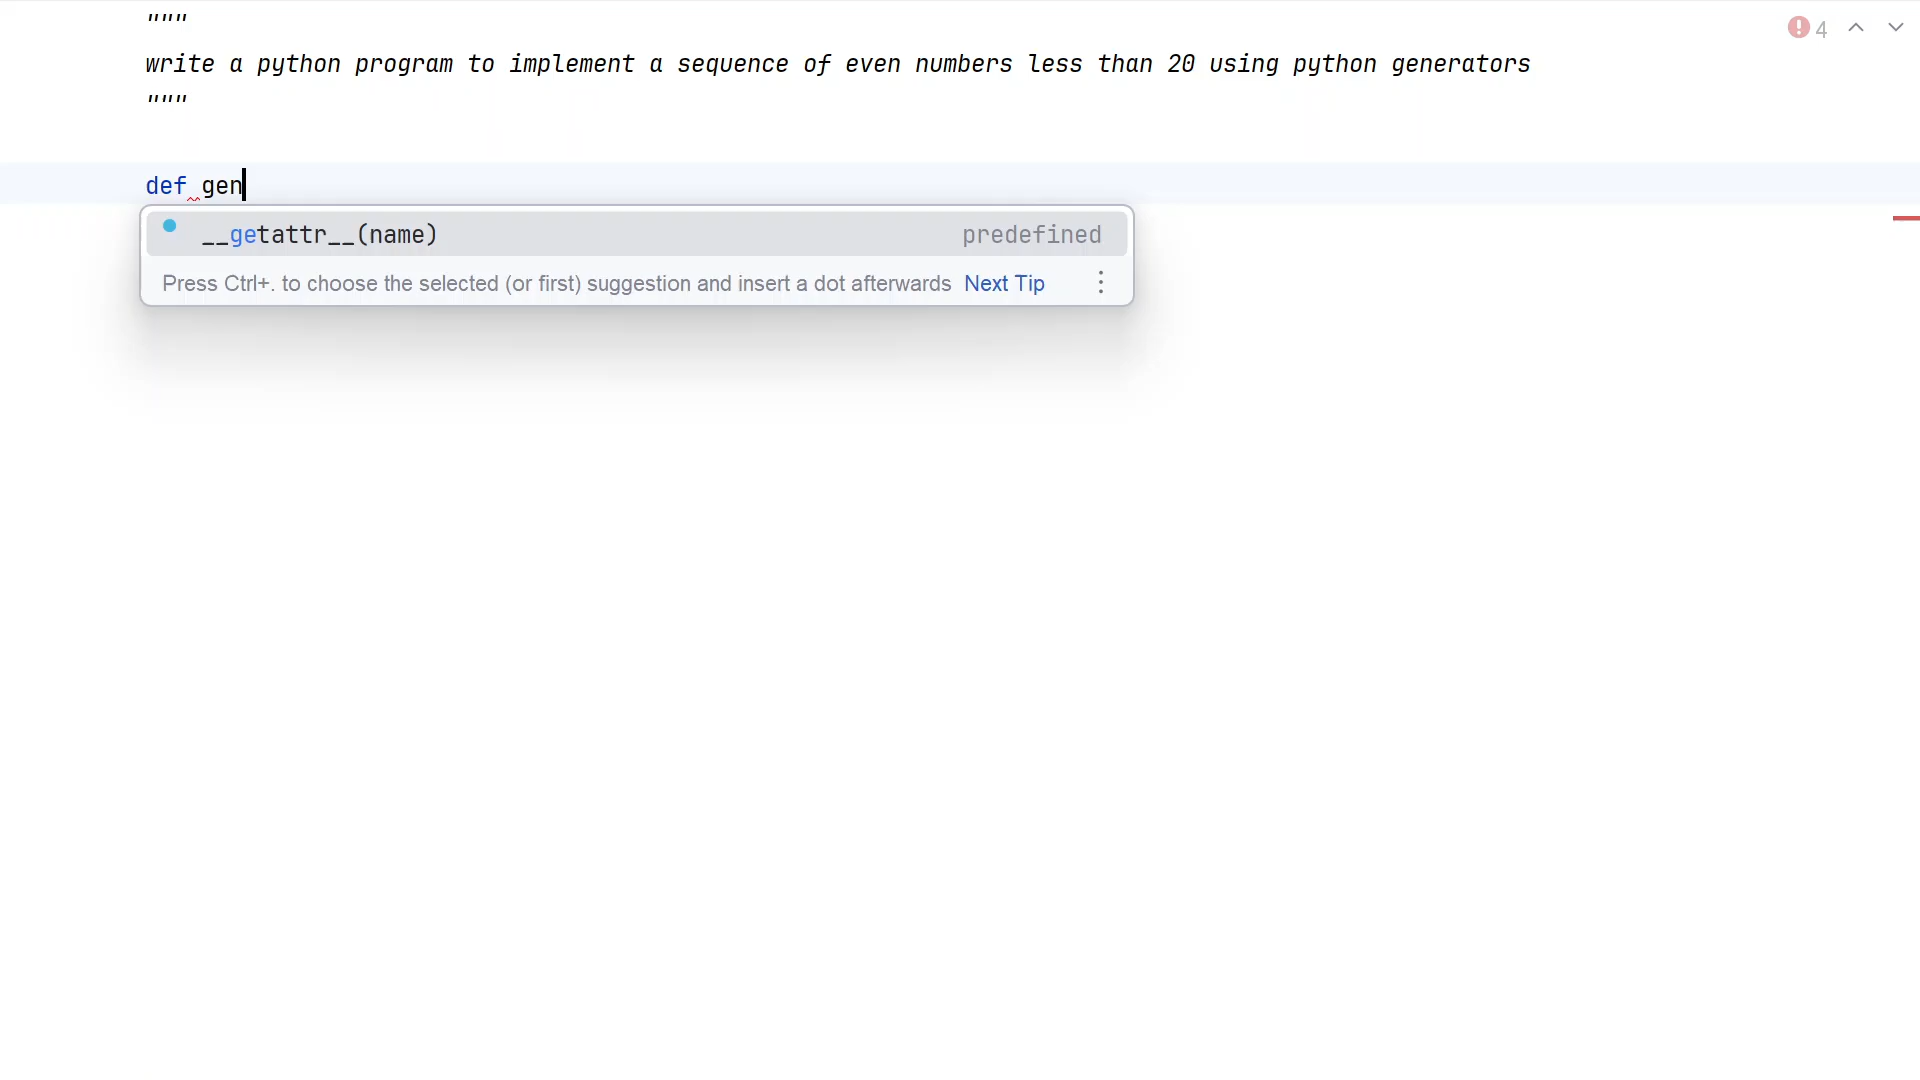 """
4
write a python program to implement a sequence of even numbers less than 20 using python generators
"""
def gen
__getattr__(name) predefined
Press Ctrl+. to choose the selected (or first) suggestion and insert a dot afterwards Next Tip